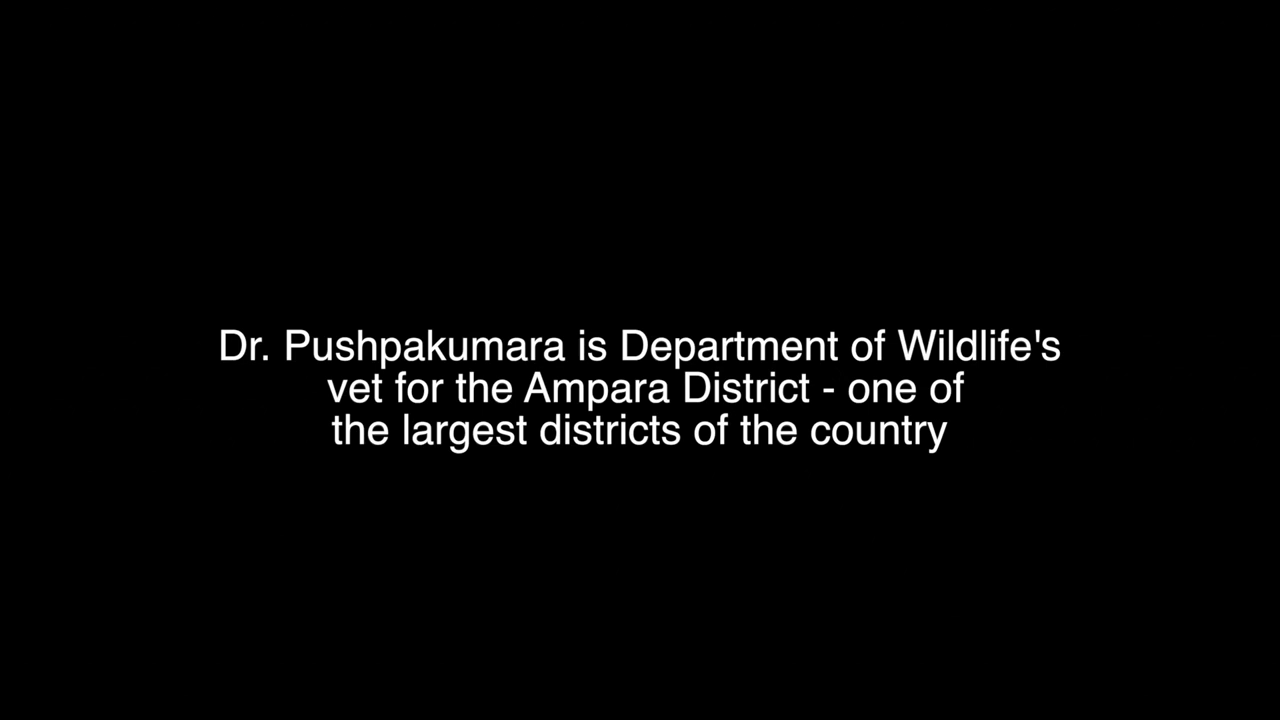 Dr. Pushpakumara is Department of Wildlife's
vet for the Ampara District - one of
the largest districts of the country